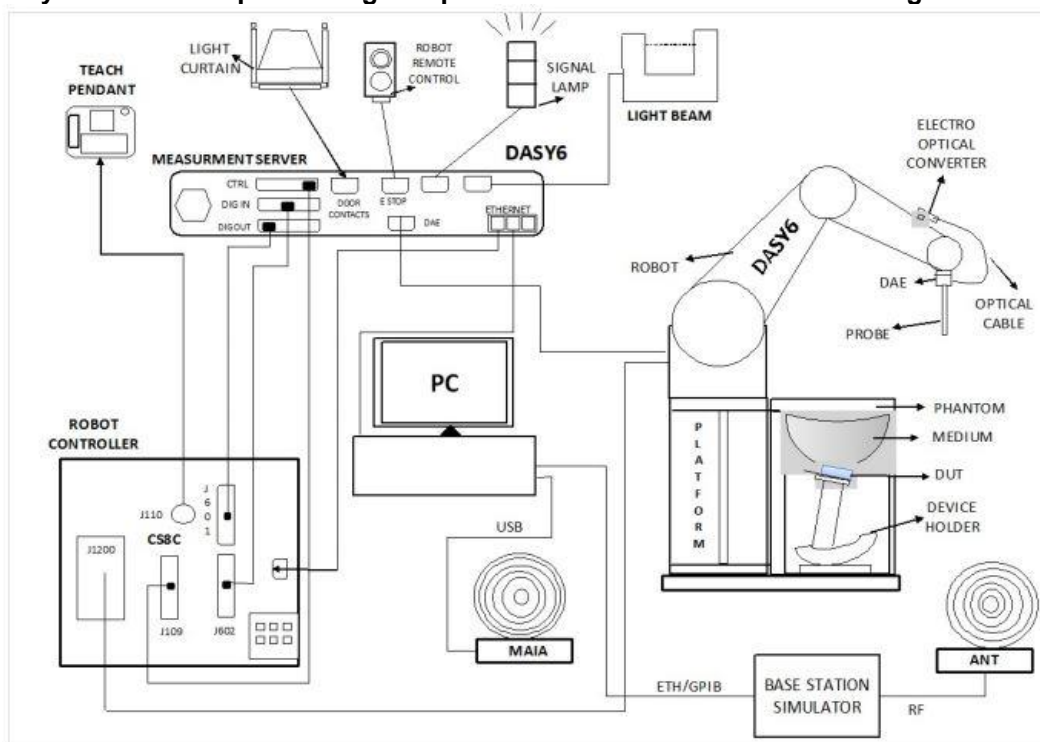 LIGHT
CURTAIN
ROBOT
REMOTE
CONTROL
SIGNAL
LAMP
LIGHT BEAM
TEACH
PENDANT
ELECTRO
OPTICAL
CONVERTER
MEASURMENT SERVER
DASY6
CTRL
DIG IN
DIG OUT
DOOR
CONTACTS
E STOP
DAE
ETHERNET
ROBOT
DASY6
DAE
OPTICAL
CABLE
PROBE
PC
PLATFORM
PHANTOM
MEDIUM
DUT
DEVICE
HOLDER
ROBOT
CONTROLLER
J110
J601
CS8C
J1200
J109
J602
USB
MAIA
ETH/GPIB
BASE STATION
SIMULATOR
RF
ANT